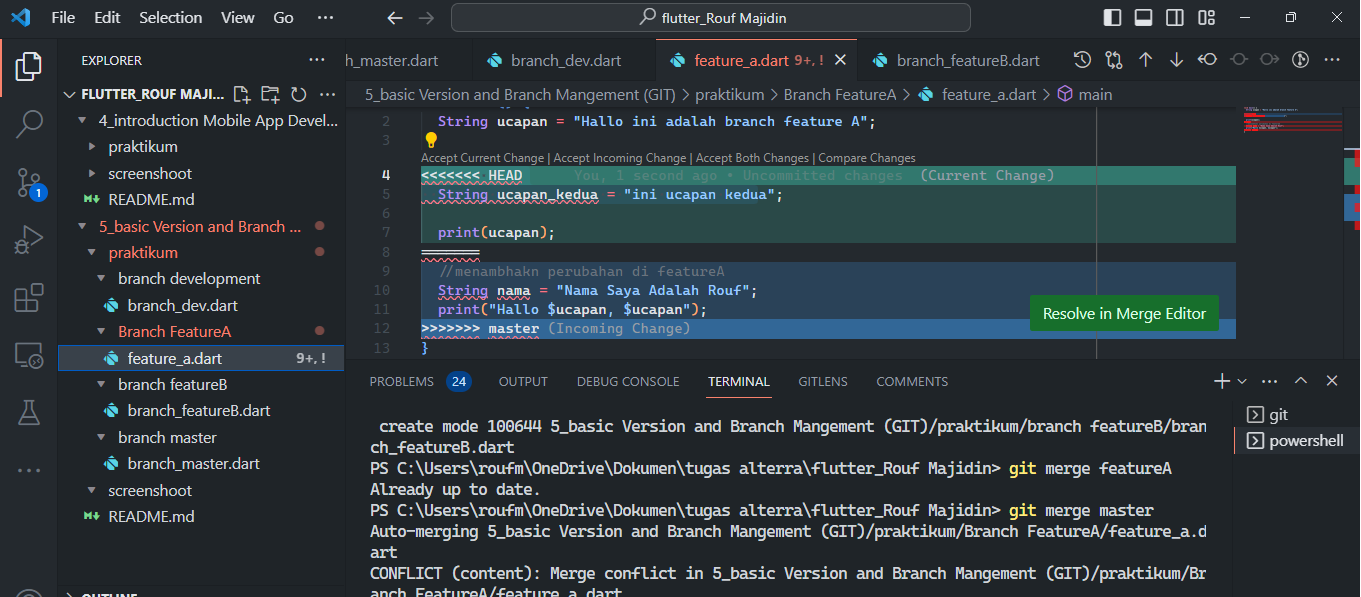 File Edit Selection View Go ···
flutter_Rouf Majidin
EXPLORER ···
h_master.dart
branch_dev.dart
feature_a.dart 9+, !
branch_featureB.dart
FLUTTER_ROUF MAJI...
4_introduction Mobile App Devel...
praktikum
screenshoot
README.md
5_basic Version and Branch ...
praktikum
branch development
branch_dev.dart
Branch FeatureA
feature_a.dart 9+, !
branch featureB
branch_featureB.dart
branch master
branch_master.dart
screenshoot
README.md
OUTLINE
1
5_basic Version and Branch Mangement (GIT) > praktikum > Branch FeatureA > feature_a.dart > main
2 String ucapan = "Hallo ini adalah branch feature A";
3
Accept Current Change | Accept Incoming Change | Accept Both Changes | Compare Changes
4 <<<<<<< HEAD You, 1 second ago • Uncommitted changes (Current Change)
5 String ucapan_kedua = "ini ucapan kedua";
6
7 print(ucapan);
8 =======
9 //menambhakn perubahan di featureA
10 String nama = "Nama Saya Adalah Rouf";
11 print("Hallo $ucapan, $ucapan");
12 >>>>>>> master (Incoming Change)
13 }
Resolve in Merge Editor
PROBLEMS 24 OUTPUT DEBUG CONSOLE TERMINAL GITLENS COMMENTS
create mode 100644 5_basic Version and Branch Mangement (GIT)/praktikum/branch featureB/bran
ch_featureB.dart
PS C:\Users\roufm\OneDrive\Dokumen\tugas alterra\flutter_Rouf Majidin> git merge featureA
Already up to date.
PS C:\Users\roufm\OneDrive\Dokumen\tugas alterra\flutter_Rouf Majidin> git merge master
Auto-merging 5_basic Version and Branch Mangement (GIT)/praktikum/Branch FeatureA/feature_a.d
art
CONFLICT (content): Merge conflict in 5_basic Version and Branch Mangement (GIT)/praktikum/Br
anch FeatureA/feature_a.dart
git
powershell